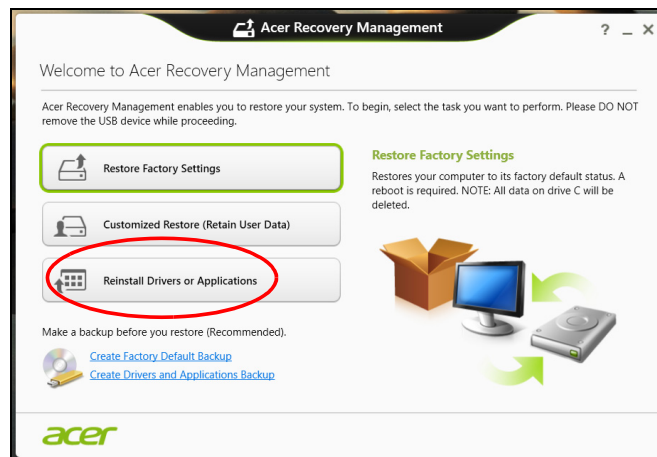 Acer Recovery Management
? _ X
Welcome to Acer Recovery Management
Acer Recovery Management enables you to restore your system. To begin, select the task you want to perform. Please DO NOT
remove the USB device while proceeding.
Restore Factory Settings
Customized Restore (Retain User Data)
Reinstall Drivers or Applications
Restore Factory Settings
Restores your computer to its factory default status. A
reboot is required. NOTE: All data on drive C will be
deleted.
Make a backup before you restore (Recommended).
Create Factory Default Backup
Create Drivers and Applications Backup
acer